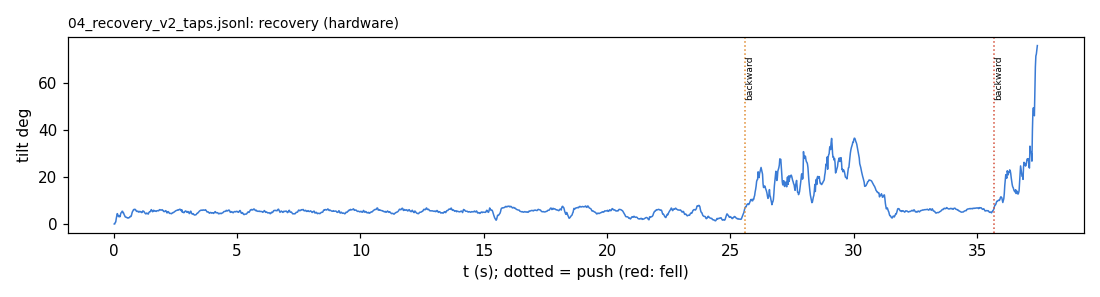 04_recovery_v2_taps.jsonl: recovery (hardware)
tilt deg
60
40
20
0
backward
backward
0 5 10 15 20 25 30 35
t (s); dotted = push (red: fell)